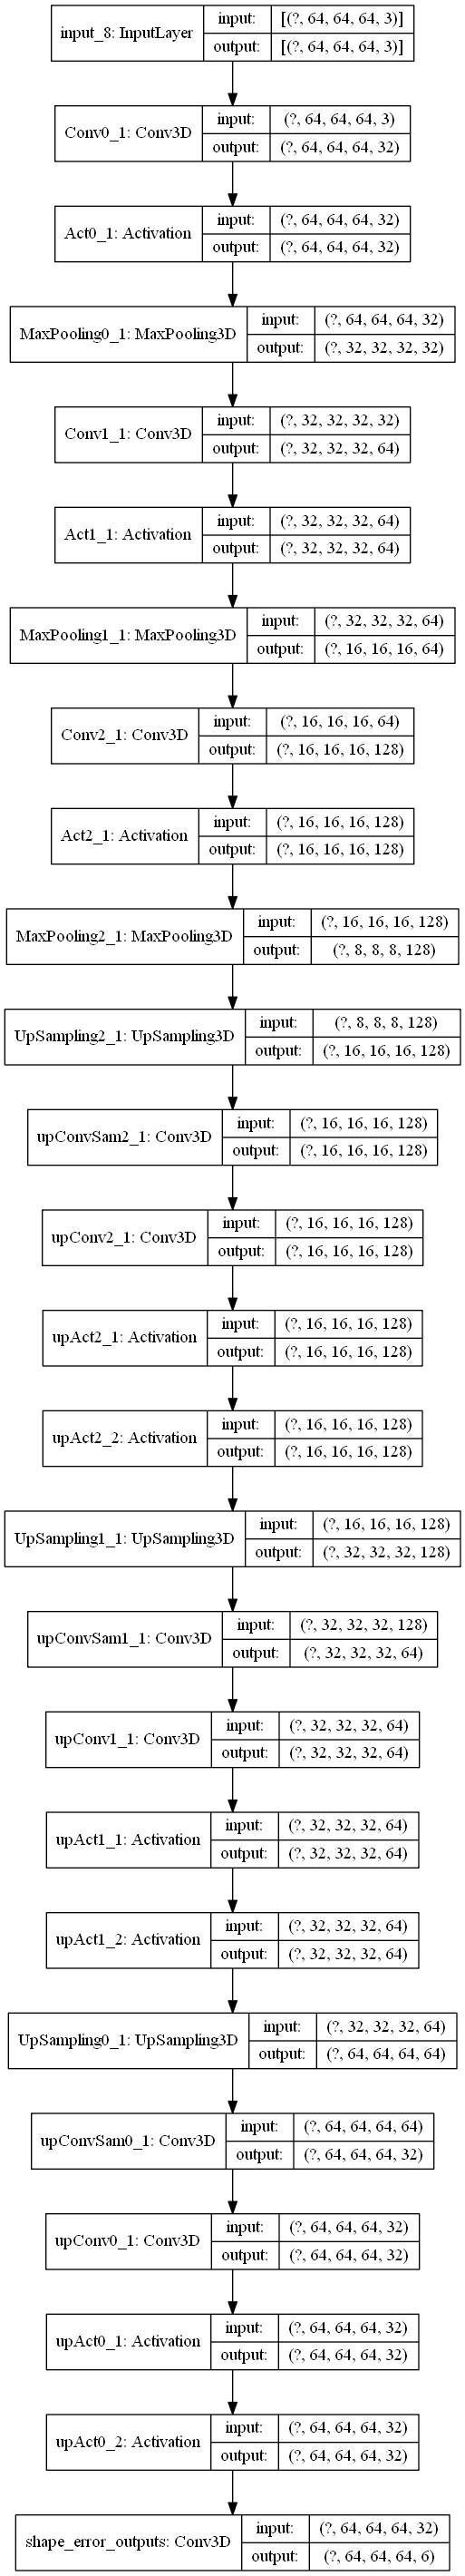 input_8: InputLayer
input: [(?, 64, 64, 64, 3)]
output: [(?, 64, 64, 64, 3)]
Conv0_1: Conv3D
input: (?, 64, 64, 64, 3)
output: (?, 64, 64, 64, 32)
Act0_1: Activation
input: (?, 64, 64, 64, 32)
output: (?, 64, 64, 64, 32)
MaxPooling0_1: MaxPooling3D
input: (?, 64, 64, 64, 32)
output: (?, 32, 32, 32, 32)
Conv1_1: Conv3D
input: (?, 32, 32, 32, 32)
output: (?, 32, 32, 32, 64)
Act1_1: Activation
input: (?, 32, 32, 32, 64)
output: (?, 32, 32, 32, 64)
MaxPooling1_1: MaxPooling3D
input: (?, 32, 32, 32, 64)
output: (?, 16, 16, 16, 64)
Conv2_1: Conv3D
input: (?, 16, 16, 16, 64)
output: (?, 16, 16, 16, 128)
Act2_1: Activation
input: (?, 16, 16, 16, 128)
output: (?, 16, 16, 16, 128)
MaxPooling2_1: MaxPooling3D
input: (?, 16, 16, 16, 128)
output: (?, 8, 8, 8, 128)
UpSampling2_1: UpSampling3D
input: (?, 8, 8, 8, 128)
output: (?, 16, 16, 16, 128)
upConvSam2_1: Conv3D
input: (?, 16, 16, 16, 128)
output: (?, 16, 16, 16, 128)
upConv2_1: Conv3D
input: (?, 16, 16, 16, 128)
output: (?, 16, 16, 16, 128)
upAct2_1: Activation
input: (?, 16, 16, 16, 128)
output: (?, 16, 16, 16, 128)
upAct2_2: Activation
input: (?, 16, 16, 16, 128)
output: (?, 16, 16, 16, 128)
UpSampling1_1: UpSampling3D
input: (?, 16, 16, 16, 128)
output: (?, 32, 32, 32, 128)
upConvSam1_1: Conv3D
input: (?, 32, 32, 32, 128)
output: (?, 32, 32, 32, 64)
upConv1_1: Conv3D
input: (?, 32, 32, 32, 64)
output: (?, 32, 32, 32, 64)
upAct1_1: Activation
input: (?, 32, 32, 32, 64)
output: (?, 32, 32, 32, 64)
upAct1_2: Activation
input: (?, 32, 32, 32, 64)
output: (?, 32, 32, 32, 64)
UpSampling0_1: UpSampling3D
input: (?, 32, 32, 32, 64)
output: (?, 64, 64, 64, 64)
upConvSam0_1: Conv3D
input: (?, 64, 64, 64, 64)
output: (?, 64, 64, 64, 32)
upConv0_1: Conv3D
input: (?, 64, 64, 64, 32)
output: (?, 64, 64, 64, 32)
upAct0_1: Activation
input: (?, 64, 64, 64, 32)
output: (?, 64, 64, 64, 32)
upAct0_2: Activation
input: (?, 64, 64, 64, 32)
output: (?, 64, 64, 64, 32)
shape_error_outputs: Conv3D
input: (?, 64, 64, 64, 32)
output: (?, 64, 64, 64, 6)